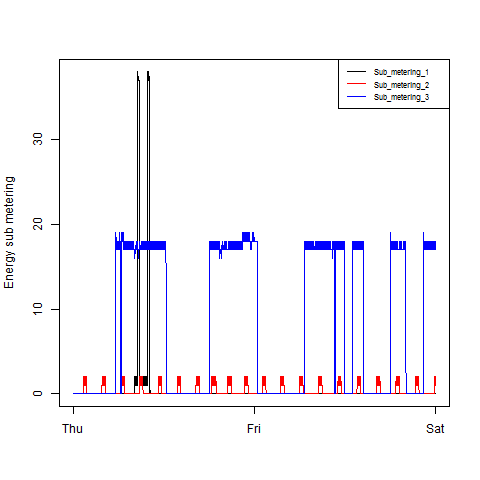 Sub_metering_1
Sub_metering_2
Sub_metering_3
Energy sub metering
30
20
10
0
Thu Fri Sat